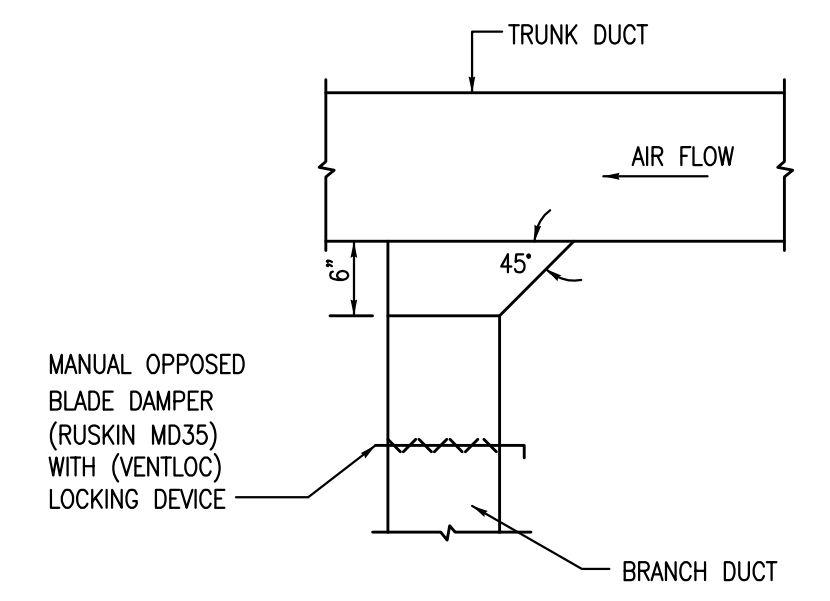 TRUNK DUCT
AIR FLOW
45°
6"
MANUAL OPPOSED
BLADE DAMPER
(RUSKIN MD35)
WITH (VENTLOC)
LOCKING DEVICE
BRANCH DUCT